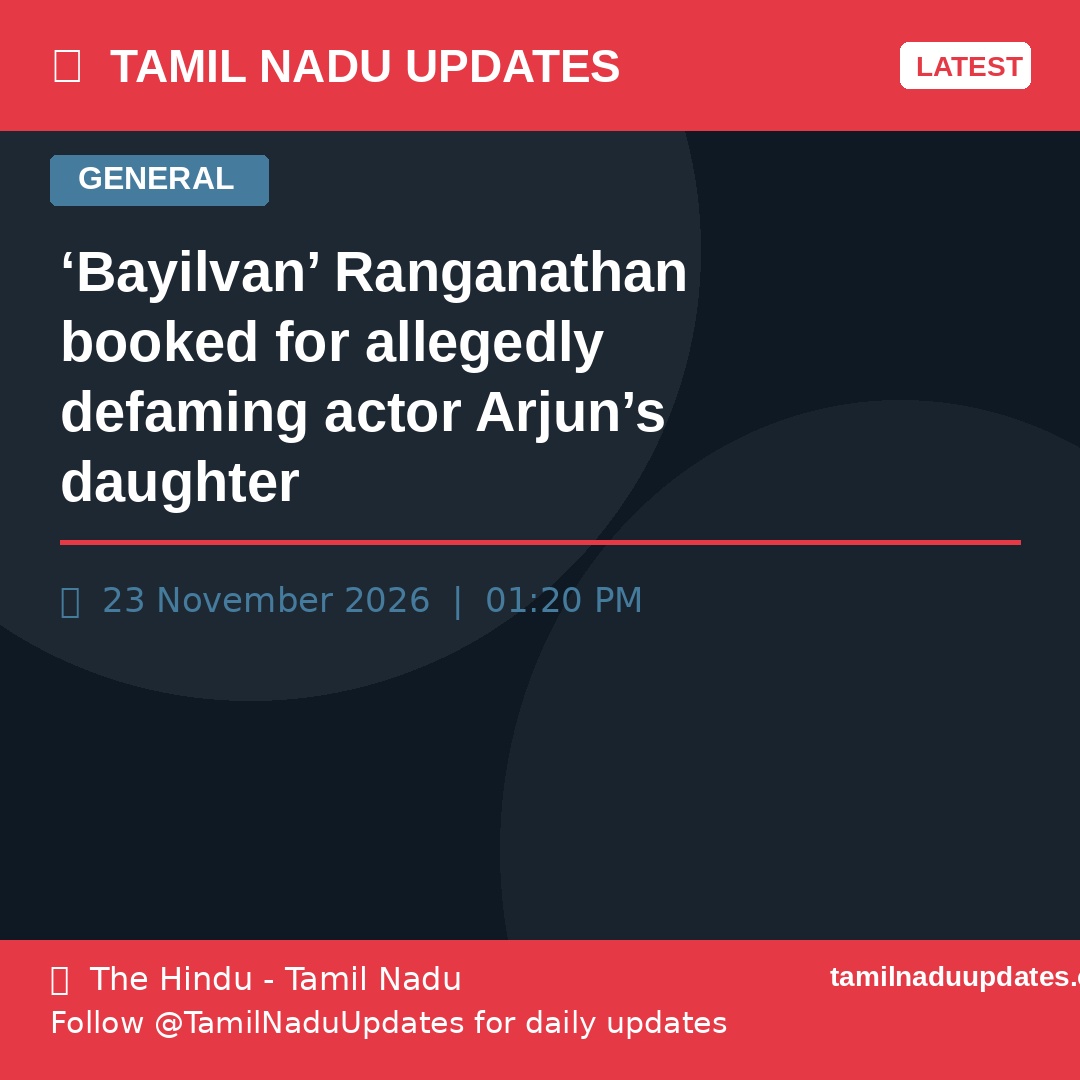 TAMIL NADU UPDATES
LATEST
GENERAL
‘Bayilvan’ Ranganathan
booked for allegedly
defaming actor Arjun’s
daughter
23 November 2026 | 01:20 PM
The Hindu - Tamil Nadu
tamilnaduupdates.
Follow @TamilNaduUpdates for daily updates